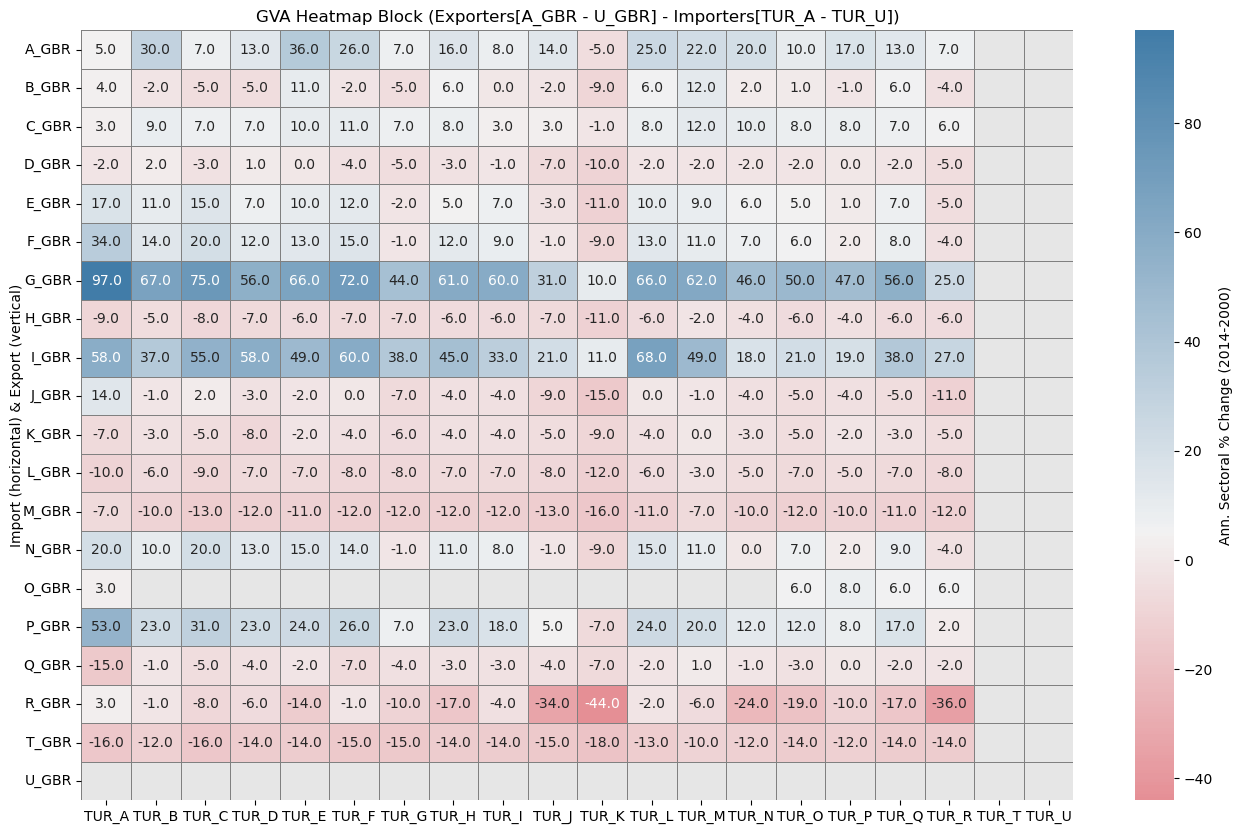 GVA Heatmap Block (Exporters[A_GBR - U_GBR] - Importers[TUR_A - TUR_U])
Import (horizontal) & Export (vertical)
A_GBR 5.0 30.0 7.0 13.0 36.0 26.0 7.0 16.0 8.0 14.0 -5.0 25.0 22.0 20.0 10.0 17.0 13.0 7.0
B_GBR 4.0 -2.0 -5.0 -5.0 11.0 -2.0 -5.0 6.0 0.0 -2.0 -9.0 6.0 12.0 2.0 1.0 -1.0 6.0 -4.0
C_GBR 3.0 9.0 7.0 7.0 10.0 11.0 7.0 8.0 3.0 3.0 -1.0 8.0 12.0 10.0 8.0 8.0 7.0 6.0
D_GBR -2.0 2.0 -3.0 1.0 0.0 -4.0 -5.0 -3.0 -1.0 -7.0 -10.0 -2.0 -2.0 -2.0 -2.0 0.0 -2.0 -5.0
E_GBR 17.0 11.0 15.0 7.0 10.0 12.0 -2.0 5.0 7.0 -3.0 -11.0 10.0 9.0 6.0 5.0 1.0 7.0 -5.0
F_GBR 34.0 14.0 20.0 12.0 13.0 15.0 -1.0 12.0 9.0 -1.0 -9.0 13.0 11.0 7.0 6.0 2.0 8.0 -4.0
G_GBR 97.0 67.0 75.0 56.0 66.0 72.0 44.0 61.0 60.0 31.0 10.0 66.0 62.0 46.0 50.0 47.0 56.0 25.0
H_GBR -9.0 -5.0 -8.0 -7.0 -6.0 -7.0 -7.0 -6.0 -6.0 -7.0 -11.0 -6.0 -2.0 -4.0 -6.0 -4.0 -6.0 -6.0
I_GBR 58.0 37.0 55.0 58.0 49.0 60.0 38.0 45.0 33.0 21.0 11.0 68.0 49.0 18.0 21.0 19.0 38.0 27.0
J_GBR 14.0 -1.0 2.0 -3.0 -2.0 0.0 -7.0 -4.0 -4.0 -9.0 -15.0 0.0 -1.0 -4.0 -5.0 -4.0 -5.0 -11.0
K_GBR -7.0 -3.0 -5.0 -8.0 -2.0 -4.0 -6.0 -4.0 -4.0 -5.0 -9.0 -4.0 0.0 -3.0 -5.0 -2.0 -3.0 -5.0
L_GBR -10.0 -6.0 -9.0 -7.0 -7.0 -8.0 -8.0 -7.0 -7.0 -8.0 -12.0 -6.0 -3.0 -5.0 -7.0 -5.0 -7.0 -8.0
M_GBR -7.0 -10.0 -13.0 -12.0 -11.0 -12.0 -12.0 -12.0 -12.0 -13.0 -16.0 -11.0 -7.0 -10.0 -12.0 -10.0 -11.0 -12.0
N_GBR 20.0 10.0 20.0 13.0 15.0 14.0 -1.0 11.0 8.0 -1.0 -9.0 15.0 11.0 0.0 7.0 2.0 9.0 -4.0
O_GBR 3.0 6.0 8.0 6.0 6.0
P_GBR 53.0 23.0 31.0 23.0 24.0 26.0 7.0 23.0 18.0 5.0 -7.0 24.0 20.0 12.0 12.0 8.0 17.0 2.0
Q_GBR -15.0 -1.0 -5.0 -4.0 -2.0 -7.0 -4.0 -3.0 -3.0 -4.0 -7.0 -2.0 1.0 -1.0 -3.0 0.0 -2.0 -2.0
R_GBR 3.0 -1.0 -8.0 -6.0 -14.0 -1.0 -10.0 -17.0 -4.0 -34.0 -44.0 -2.0 -6.0 -24.0 -19.0 -10.0 -17.0 -36.0
T_GBR -16.0 -12.0 -16.0 -14.0 -14.0 -15.0 -15.0 -14.0 -14.0 -15.0 -18.0 -13.0 -10.0 -12.0 -14.0 -12.0 -14.0 -14.0
U_GBR
TUR_A TUR_B TUR_C TUR_D TUR_E TUR_F TUR_G TUR_H TUR_I TUR_J TUR_K TUR_L TUR_M TUR_N TUR_O TUR_P TUR_Q TUR_R TUR_T TUR_U
80
60
40
20
0
−20
−40
Ann. Sectoral % Change (2014-2000)